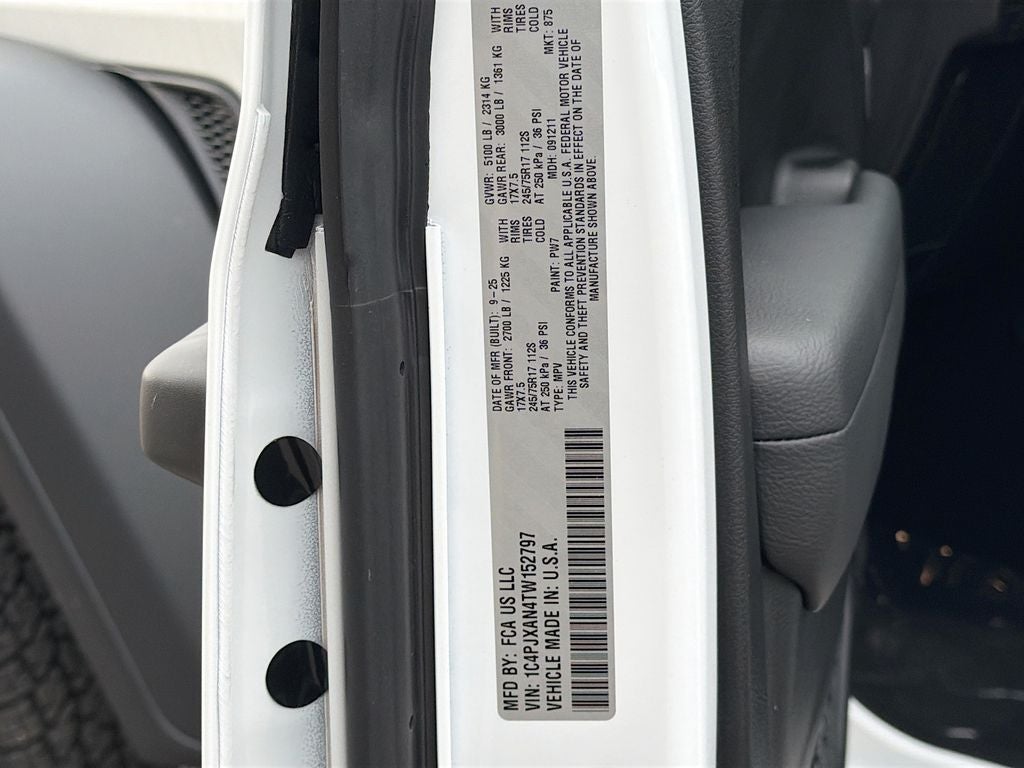 MFD BY: FCA US LLC
VIN: 1C4PJXAN4TW152797
VEHICLE MADE IN: U.S.A.
DATE OF MFR (BUILT): 9-25 GVWR: 5100 LB / 2314 KG
GAWR FRONT: 2700 LB / 1225 KG WITH GAWR REAR: 3000 LB / 1361 KG WITH
17X7.5 RIMS 17X7.5 RIMS
245/75R17 112S TIRES 245/75R17 112S TIRES
AT 250 kPa / 36 PSI COLD AT 250 kPa / 36 PSI COLD
TYPE: MPV PAINT: PW7 MDH: 091211 MKT: 875
THIS VEHICLE CONFORMS TO ALL APPLICABLE U.S.A. FEDERAL MOTOR VEHICLE
SAFETY AND THEFT PREVENTION STANDARDS IN EFFECT ON THE DATE OF
MANUFACTURE SHOWN ABOVE.